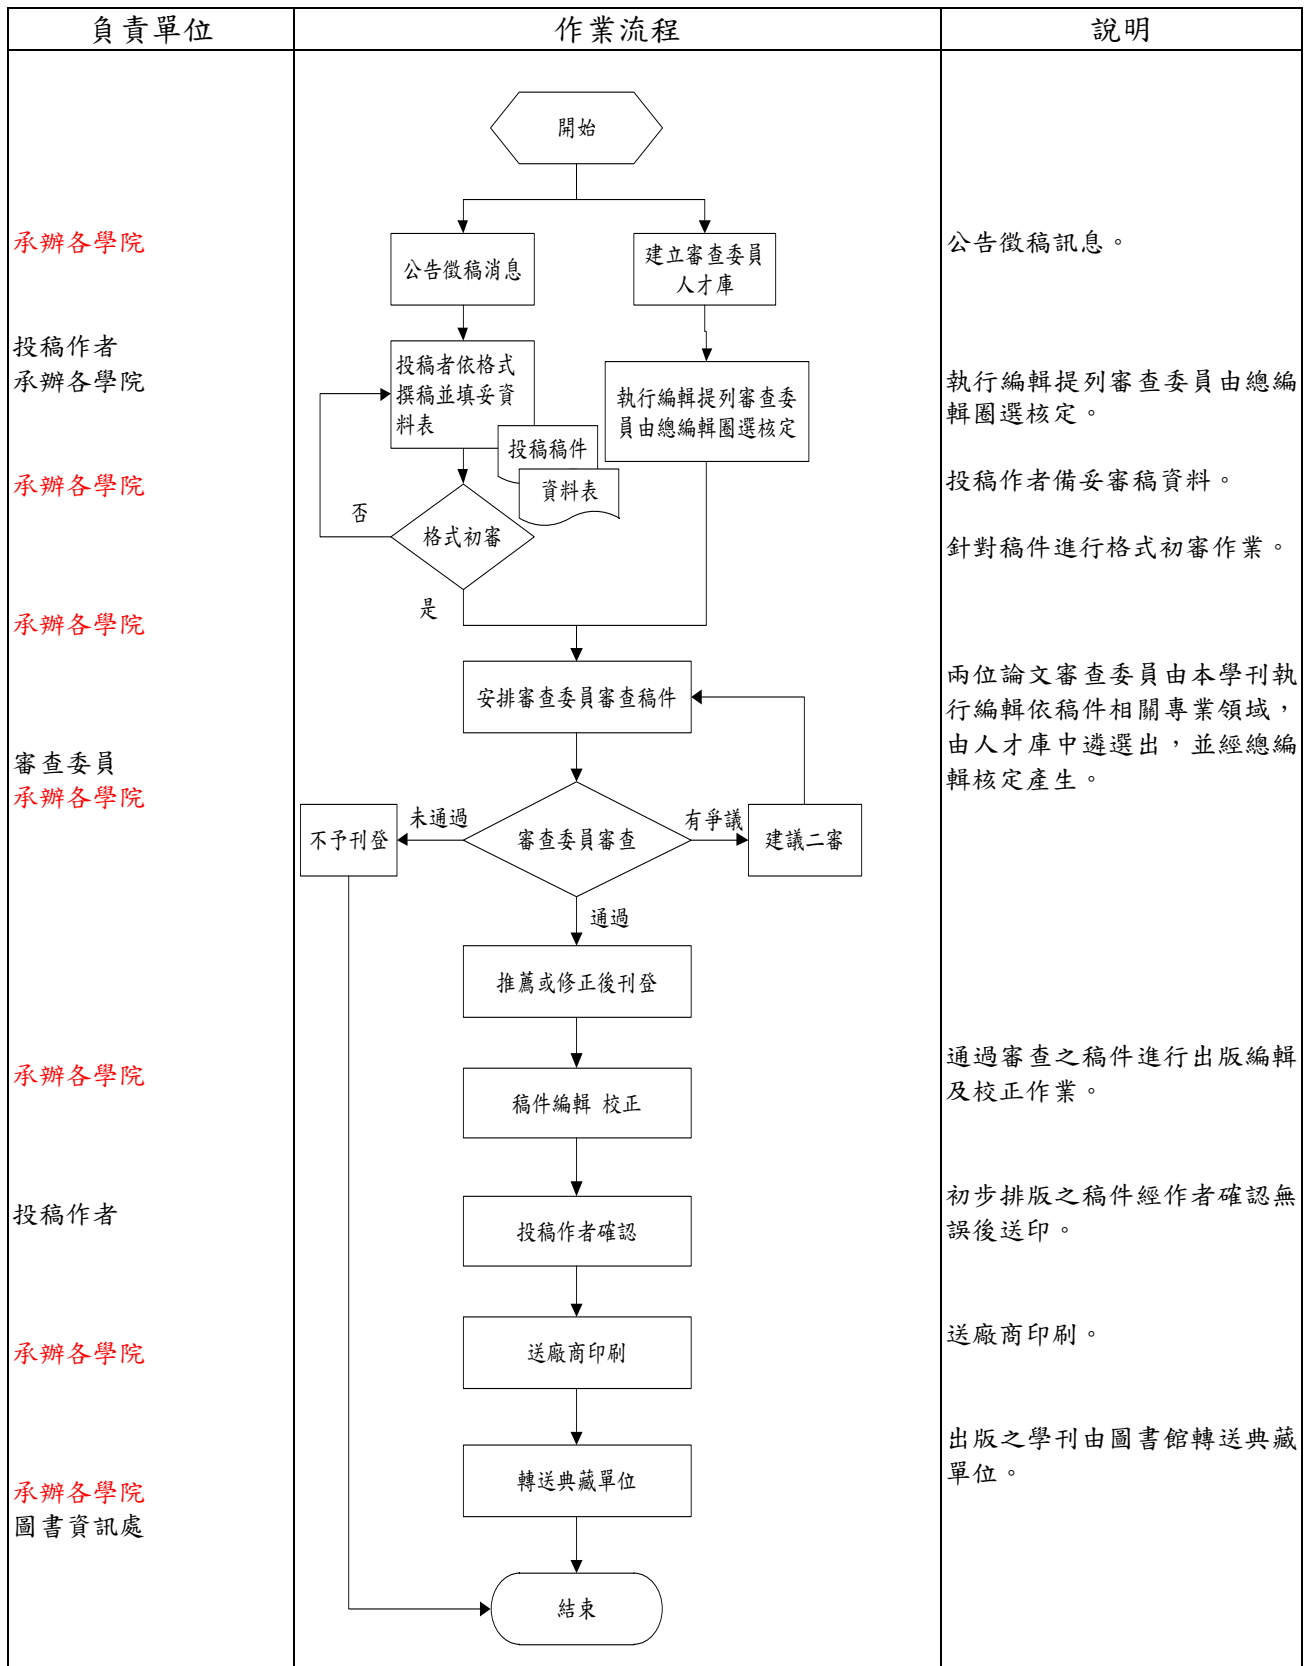 負責單位
作業流程
說明
開始
承辦各學院
公告徵稿消息
建立審查委員
人才庫
公告徵稿訊息。
投稿作者
承辦各學院
投稿者依格式
撰稿並填妥資
料表
投稿稿件
資料表
執行編輯提列審查委
員由總編輯圈選核定
執行編輯提列審查委員由總編
輯圈選核定。
承辦各學院
否
格式初審
是
投稿作者備妥審稿資料。
針對稿件進行格式初審作業。
承辦各學院
安排審查委員審查稿件
兩位論文審查委員由本學刊執
行編輯依稿件相關專業領域，
由人才庫中遴選出，並經總編
輯核定產生。
審查委員
承辦各學院
不予刊登
未通過
審查委員審查
有爭議
建議二審
通過
推薦或修正後刊登
承辦各學院
稿件編輯 校正
通過審查之稿件進行出版編輯
及校正作業。
投稿作者
投稿作者確認
初步排版之稿件經作者確認無
誤後送印。
承辦各學院
送廠商印刷
送廠商印刷。
承辦各學院
圖書資訊處
轉送典藏單位
出版之學刊由圖書館轉送典藏
單位。
結束